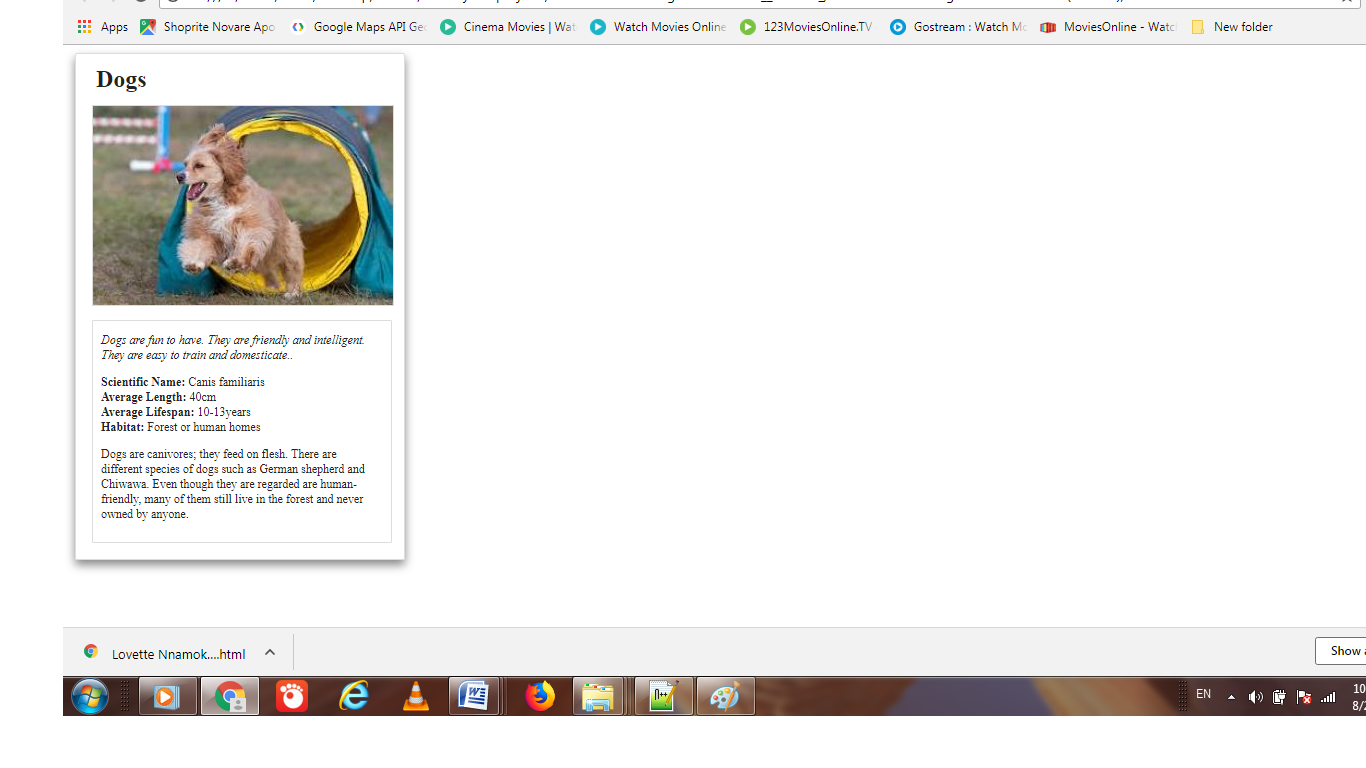 Apps Shoprite Novare Apo Google Maps API Geo Cinema Movies | Wat Watch Movies Online 123MoviesOnline.TV Gostream : Watch Mo MoviesOnline - Watc New folder
Dogs
Dogs are fun to have. They are friendly and intelligent.
They are easy to train and domesticate..
Scientific Name: Canis familiaris
Average Length: 40cm
Average Lifespan: 10-13years
Habitat: Forest or human homes
Dogs are canivores; they feed on flesh. There are
different species of dogs such as German shepherd and
Chiwawa. Even though they are regarded are human-
friendly, many of them still live in the forest and never
owned by anyone.
Lovette Nnamok....html
Show a
EN
10
8/2